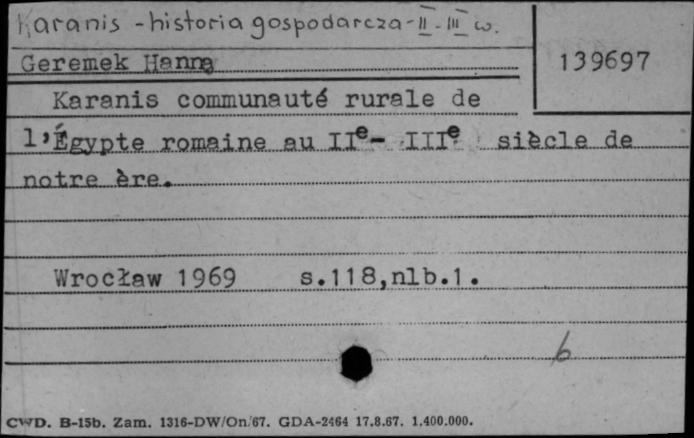 Karanis - historia gospodarcza - II - III w.
Geremek Hanna
139697
Karanis communauté rurale de
l'Égypte romaine au IIe- IIIe siècle de
notre ère.
Wrocław 1969 s.118,nlb.1.
b
CWD. B-15b. Zam. 1316-DW/On/67. GDA-2464 17.8.67. 1.400.000.